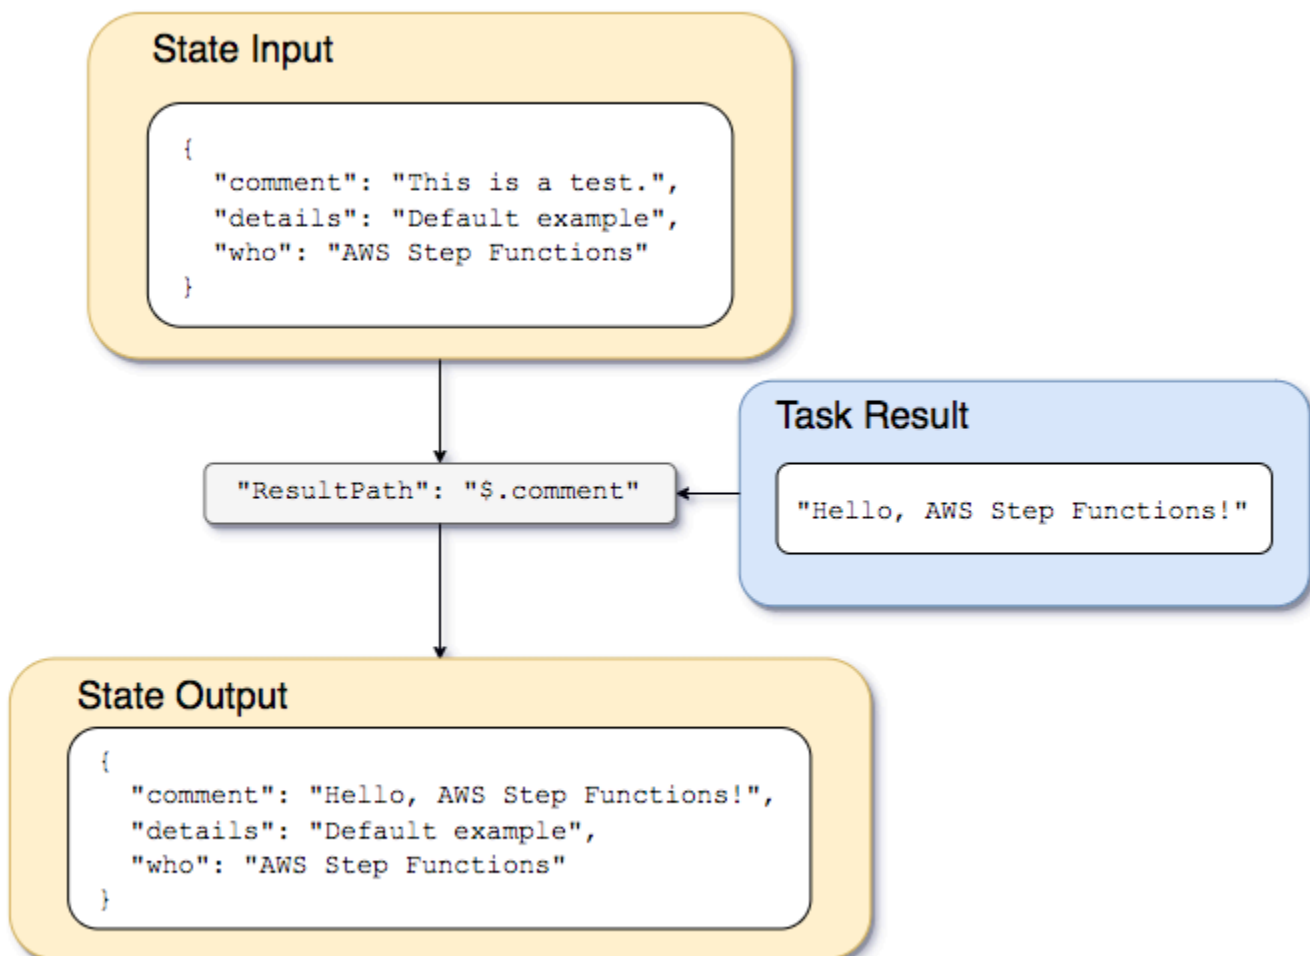 State Input
{
"comment": "This is a test.",
"details": "Default example",
"who": "AWS Step Functions"
}
Task Result
"ResultPath": "$.comment"
"Hello, AWS Step Functions!"
State Output
{
"comment": "Hello, AWS Step Functions!",
"details": "Default example",
"who": "AWS Step Functions"
}